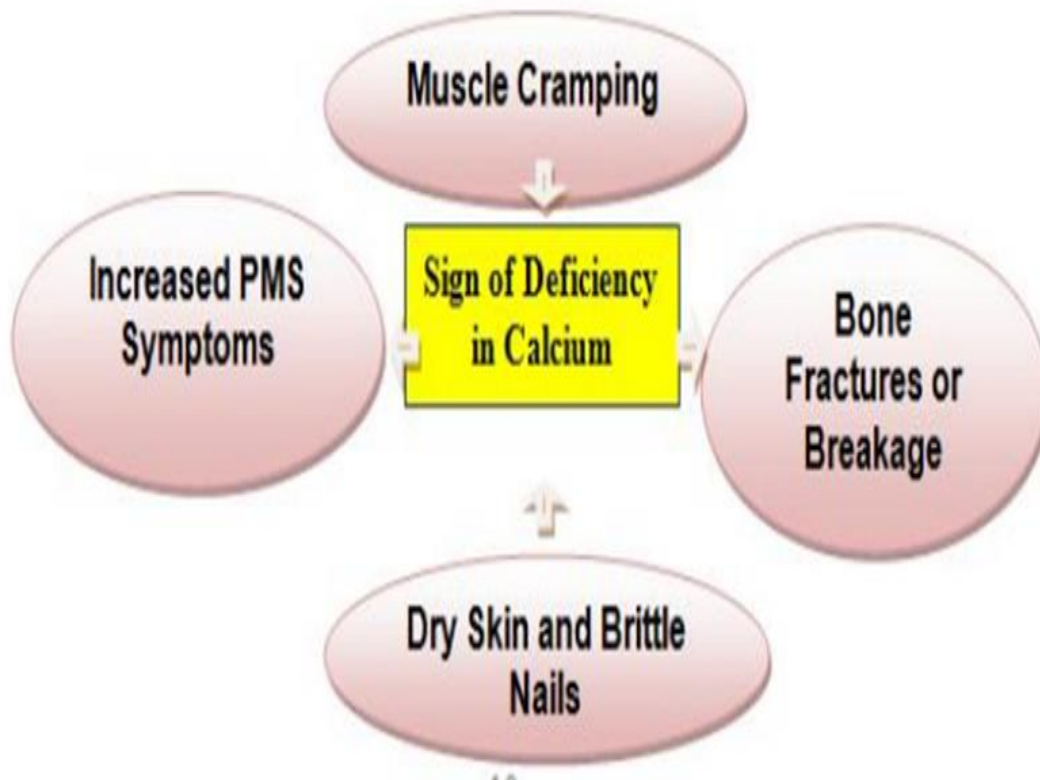 Muscle Cramping
Increased PMS
Symptoms
Sign of Deficiency
in Calcium
Bone
Fractures or
Breakage
Dry Skin and Brittle
Nails